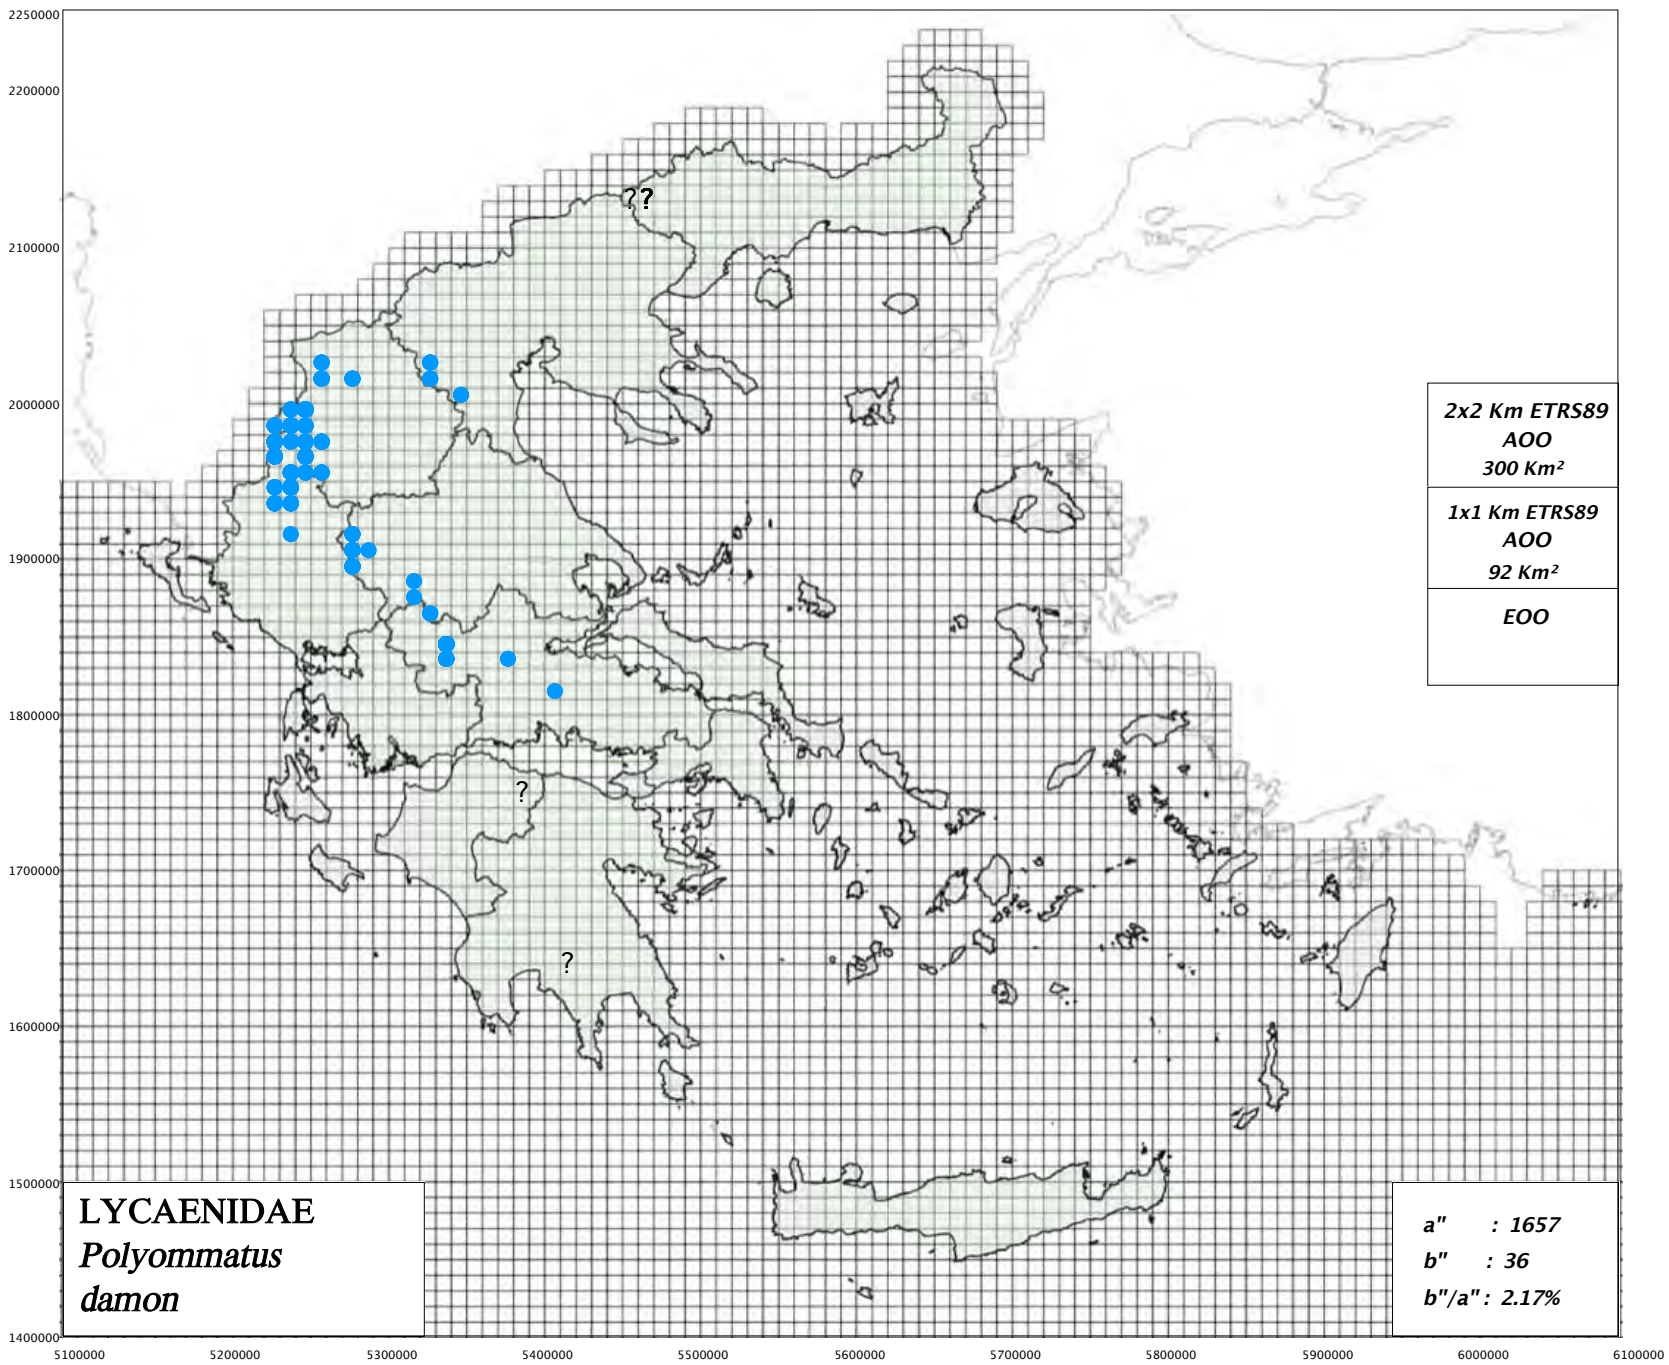 2250000
2200000
2100000
2000000
1900000
1800000
1700000
1600000
1500000
1400000
5100000 5200000 5300000 5400000 5500000 5600000 5700000 5800000 5900000 6000000 6100000
??
?
?
2x2 Km ETRS89
AOO
300 Km²
1x1 Km ETRS89
AOO
92 Km²
EOO
LYCAENIDAE
Polyommatus
damon
a" : 1657
b" : 36
b"/a" : 2.17%